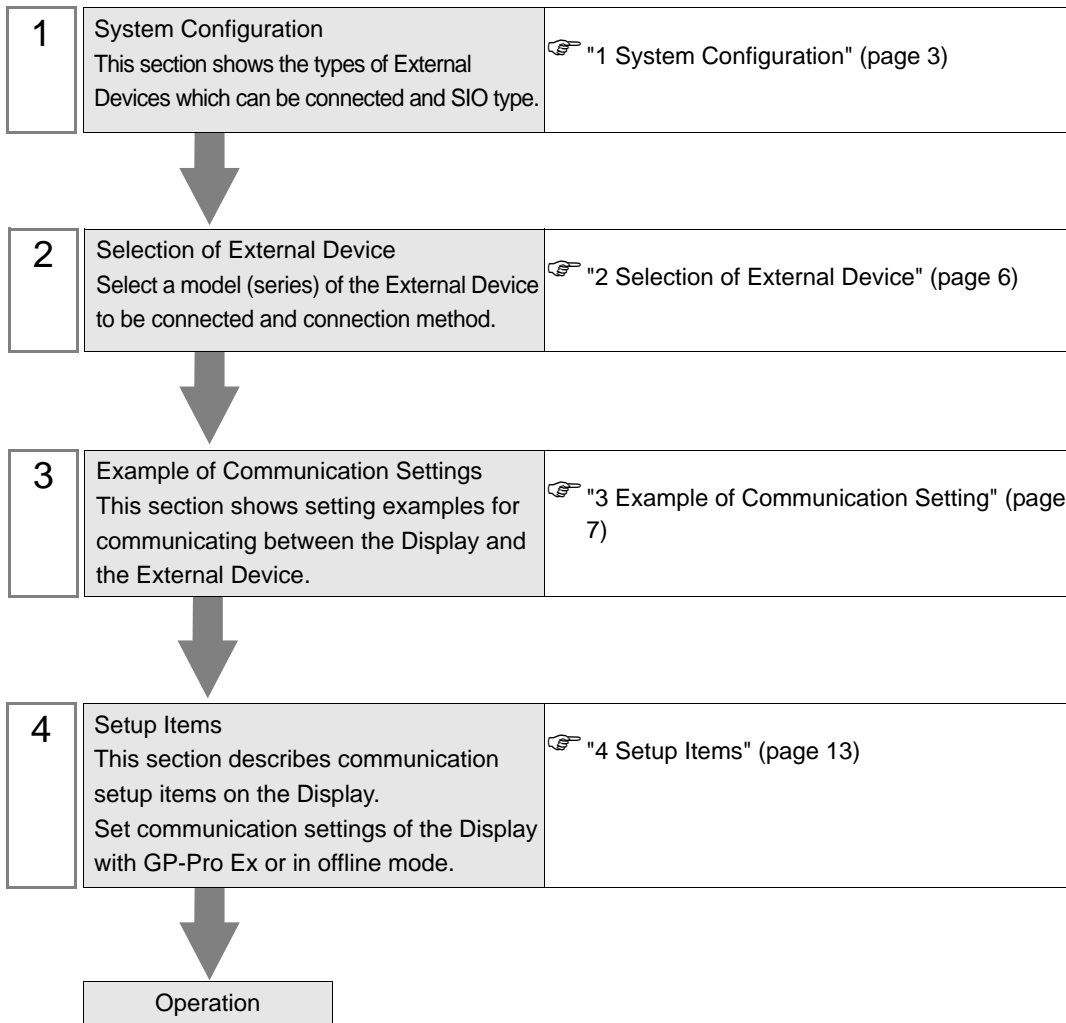 1
System Configuration
This section shows the types of External
Devices which can be connected and SIO type.
"1 System Configuration" (page 3)
2
Selection of External Device
Select a model (series) of the External Device
to be connected and connection method.
"2 Selection of External Device" (page 6)
3
Example of Communication Settings
This section shows setting examples for
communicating between the Display and
the External Device.
"3 Example of Communication Setting" (page
7)
4
Setup Items
This section describes communication
setup items on the Display.
Set communication settings of the Display
with GP-Pro Ex or in offline mode.
"4 Setup Items" (page 13)
Operation